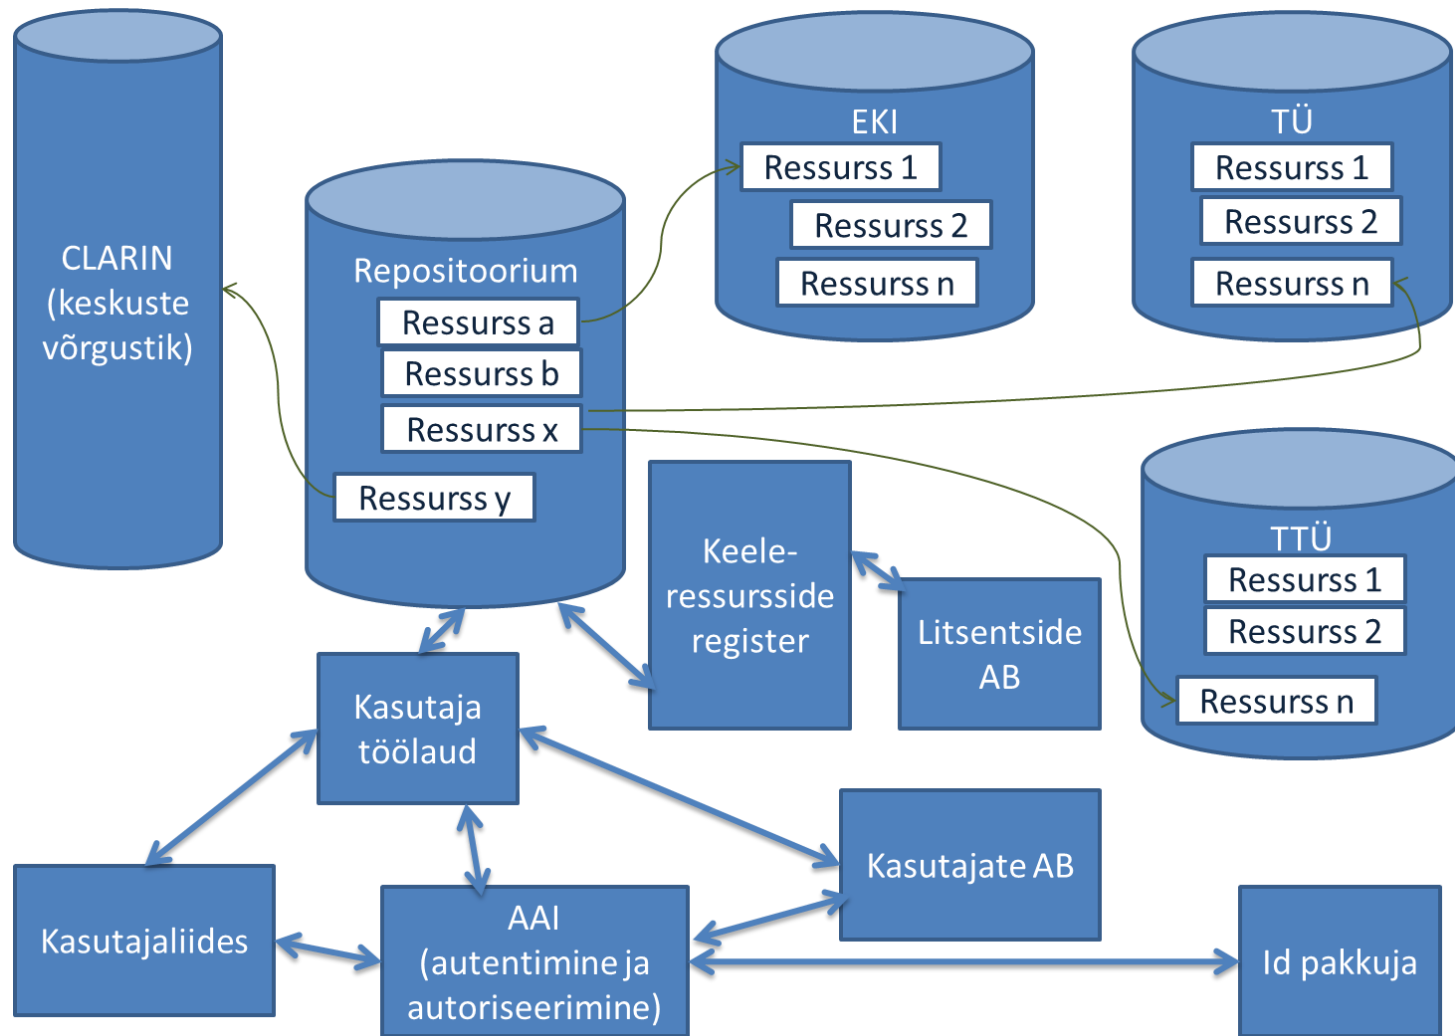 CLARIN
(keskuste
võrgustik)
Repositoorium
Ressurss a
Ressurss b
Ressurss x
Ressurss y
EKI
Ressurss 1
Ressurss 2
Ressurss n
TÜ
Ressurss 1
Ressurss 2
Ressurss n
TTÜ
Ressurss 1
Ressurss 2
Ressurss n
Keele-
ressursside
register
Litsentside
AB
Kasutaja
töölaud
Kasutajate AB
Kasutajaliides
AAI
(autentimine ja
autoriseerimine)
Id pakkuja